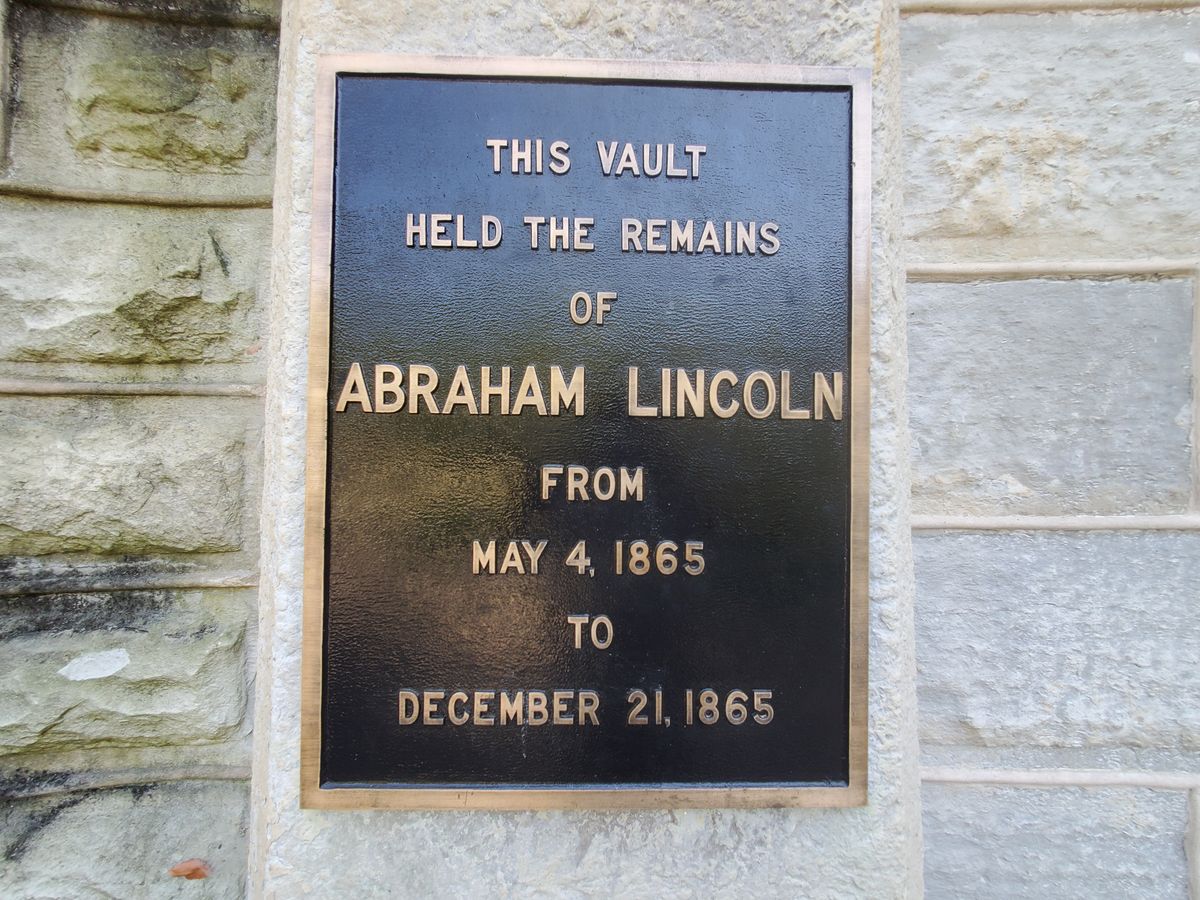 THIS VAULT
HELD THE REMAINS
OF
ABRAHAM LINCOLN
FROM
MAY 4, 1865
TO
DECEMBER 21, 1865